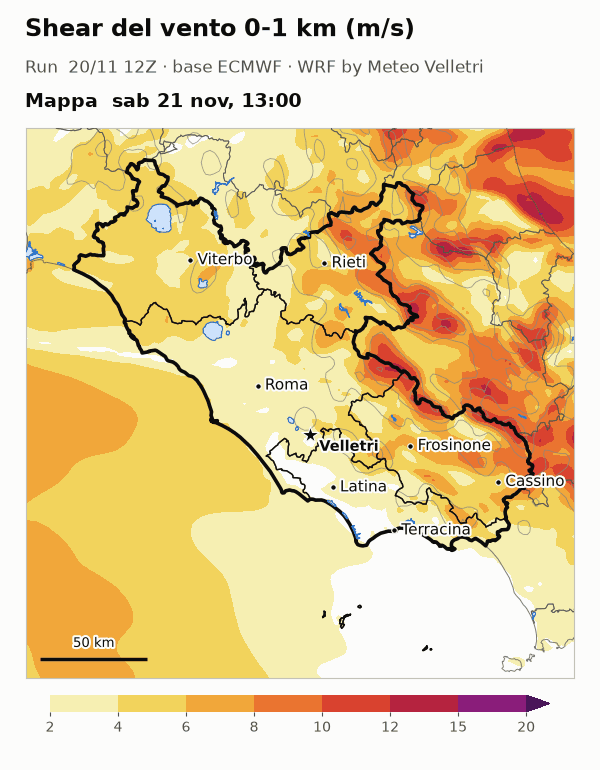 Shear del vento 0-1 km (m/s)
Run  20/11 12Z · base ECMWF · WRF by Meteo Velletri
Mappa  sab 21 nov, 13:00
Viterbo
Rieti
Roma
Velletri
Frosinone
Latina
Cassino
Terracina
50 km
2 4 6 8 10 12 15 20